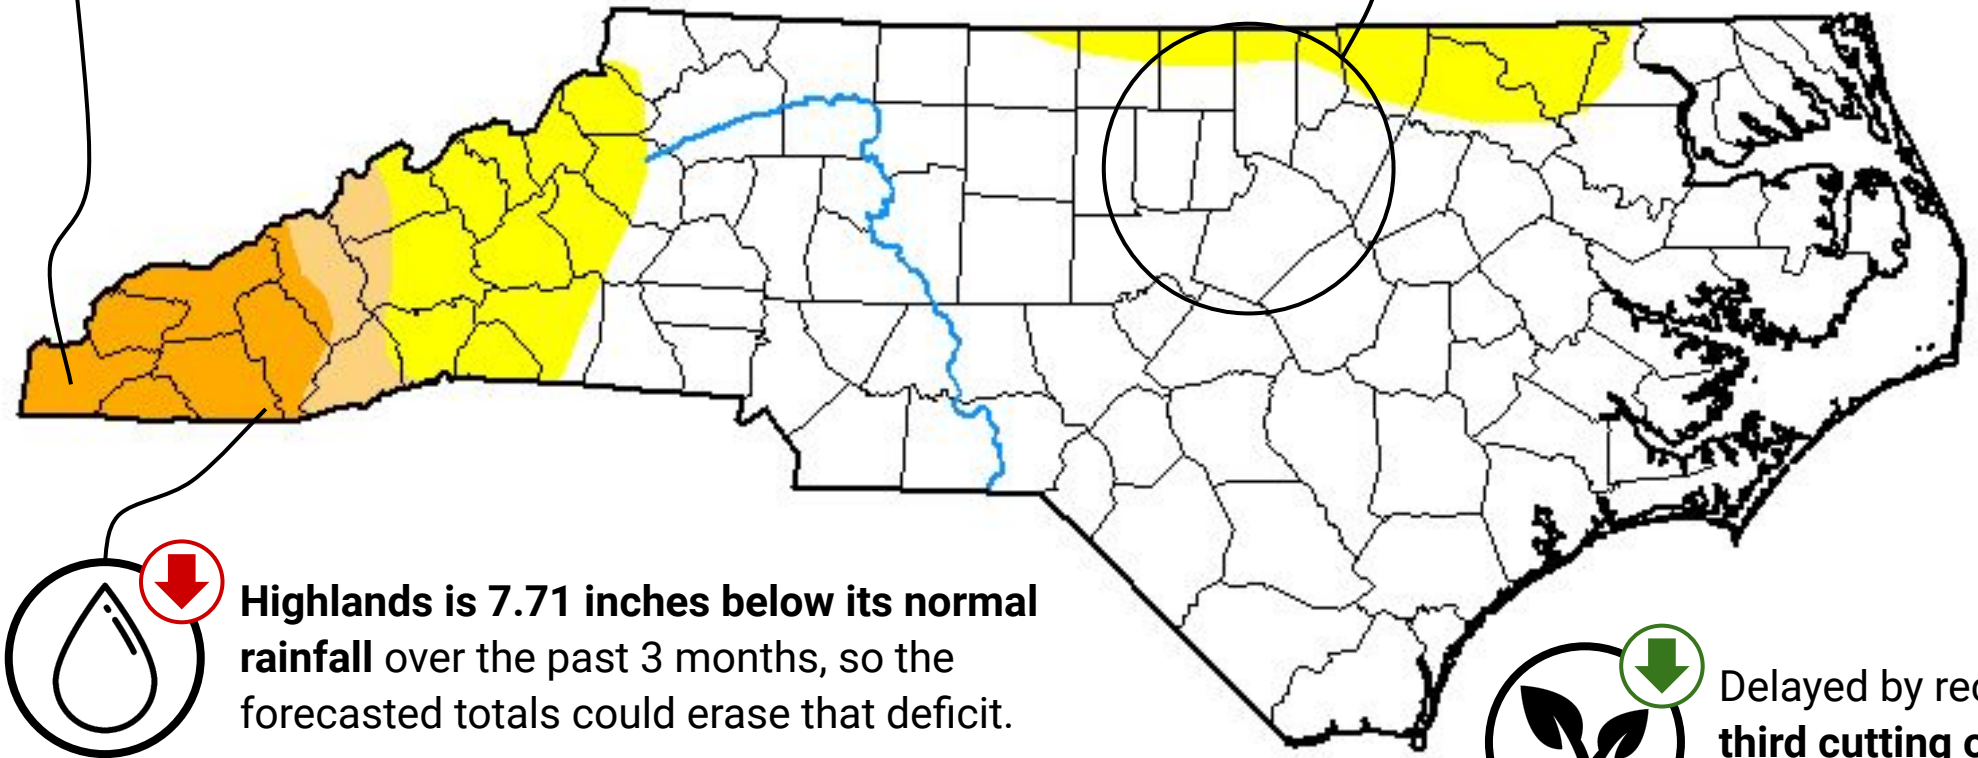 Highlands is 7.71 inches below its normal
rainfall over the past 3 months, so the
forecasted totals could erase that deficit.
Delayed by
third cutting